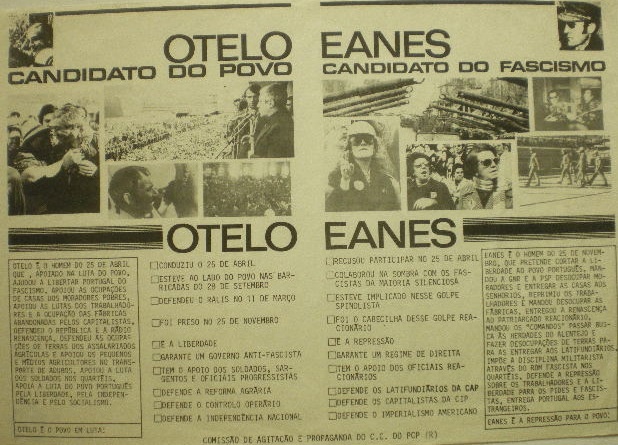 OTELO
CANDIDATO DO POVO
EANES
CANDIDATO DO FASCISMO
OTELO
OTELO É O HOMEM DO 25 DE ABRIL
QUE, APOIADO NA LUTA DO POVO,
AJUDOU A LIBERTAR PORTUGAL DO
FASCISMO, APOIOU AS OCUPAÇÕES
DE CASAS DOS MORADORES POBRES,
APOIOU AS LUTAS DOS TRABALHADO-
RES E A OCUPAÇÃO DAS FÁBRICAS
ABANDONADAS PELOS CAPITALISTAS,
DEFENDEU O REPÚBLICA E A RÁDIO
RENASCENÇA, DEFENDEU AS OCUPA-
ÇÕES DE TERRAS DOS ASSALARIADOS
AGRÍCOLAS E APOIOU OS PEQUENOS
E MÉDIOS AGRICULTORES NO TRANS-
PORTE DE ADUBOS, APOIOU A LUTA
DOS SOLDADOS NOS QUARTÉIS,
APOIA A LUTA DO POVO PORTUGUÊS
PELA LIBERDADE, PELA INDEPEN-
DÊNCIA E PELO SOCIALISMO.
OTELO É O POVO EM LUTA!
CONDUZIU O 25 DE ABRIL
ESTEVE AO LADO DO POVO NAS BAR-
RICADAS DO 28 DE SETEMBRO
DEFENDEU O RALIS NO 11 DE MARÇO
FOI PRESO NO 25 DE NOVEMBRO
É A LIBERDADE
GARANTE UM GOVERNO ANTI-FASCISTA
TEM O APOIO DOS SOLDADOS, SAR-
GENTOS E OFICIAIS PROGRESSISTAS
DEFENDE A REFORMA AGRÁRIA
DEFENDE O CONTROLO OPERÁRIO
DEFENDE A INDEPENDÊNCIA NACIONAL
EANES
RECUSOU PARTICIPAR NO 25 DE ABRIL
COLABOROU NA SOMBRA COM OS FAS-
CISTAS DA MAIORIA SILENCIOSA
ESTEVE IMPLICADO NESSE GOLPE
SPINOLISTA
FOI O CABECILHA DESSE GOLPE REA-
CIONÁRIO
É A REPRESSÃO
GARANTE UM REGIME DE DIREITA
TEM O APOIO DOS OFICIAIS REA-
CIONÁRIOS
DEFENDE OS LATIFUNDIÁRIOS DA CAP
DEFENDE OS CAPITALISTAS DA CIP
DEFENDE O IMPERIALISMO AMERICANO
EANES É O HOMEM DO 25 DE NOVEM-
BRO, QUE PRETENDE CORTAR A LI-
BERDADE AO POVO PORTUGUÊS, MAN-
DOU A GNR E A PSP DESOCUPAR MO-
RADORES E ENTREGAR AS CASAS AOS
SENHORIOS, REPRIMIU OS TRABA-
LHADORES E MANDOU DESOCUPAR AS
FÁBRICAS, ENTREGOU A RENASCENÇA
AO PATRIARCADO REACIONÁRIO,
MANDOU OS "COMANDOS" PASSAR BUS-
CA ÀS HERDADES DO ALENTEJO E
FAZER DESOCUPAÇÕES DE TERRAS PA-
RA AS ENTREGAR AOS LATIFUNDIÁRIOS,
IMPÕE A DISCIPLINA MILITARISTA
ATRAVÉS DO RDM FASCISTA NOS
QUARTÉIS, DEFENDE A REPRESSÃO
SOBRE OS TRABALHADORES E A LI-
BERDADE PARA OS PIDES E FASCIS-
TAS, ENTREGA PORTUGAL AOS ES-
TRANGEIROS.
EANES É A REPRESSÃO PARA O POVO!
COMISSÃO DE AGITAÇÃO E PROPAGANDA DO C.E. DO PCP (R)